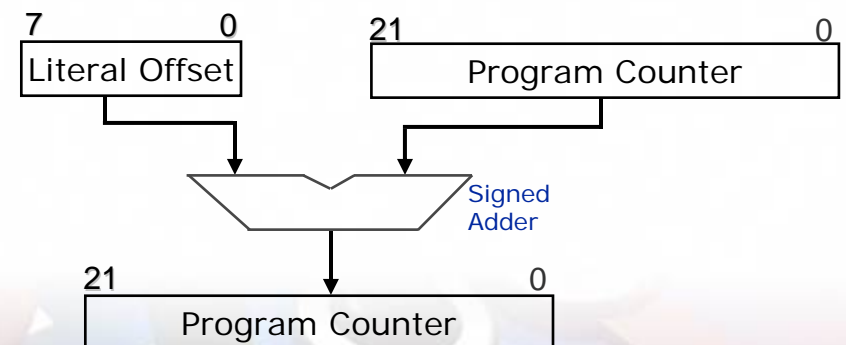 7 0
21 0
Literal Offset
Program Counter
Signed
Adder
21 0
Program Counter